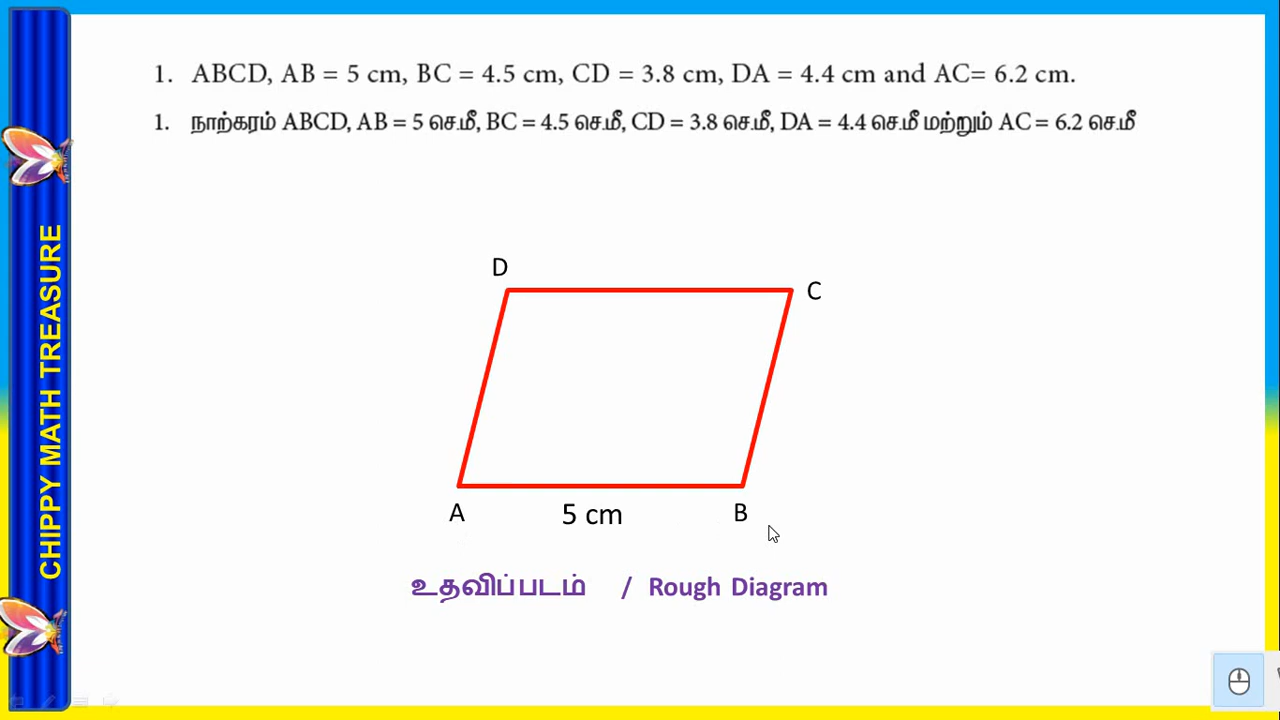 1. ABCD, AB = 5 cm, BC = 4.5 cm, CD = 3.8 cm, DA = 4.4 cm and AC= 6.2 cm.
1. நாற்கரம் ABCD, AB = 5 செ.மீ, BC = 4.5 செ.மீ, CD = 3.8 செ.மீ, DA = 4.4 செ.மீ மற்றும் AC = 6.2 செ.மீ
CHIPPY MATH TREASURE
D
C
A
5 cm
B
உதவிப்படம் / Rough Diagram